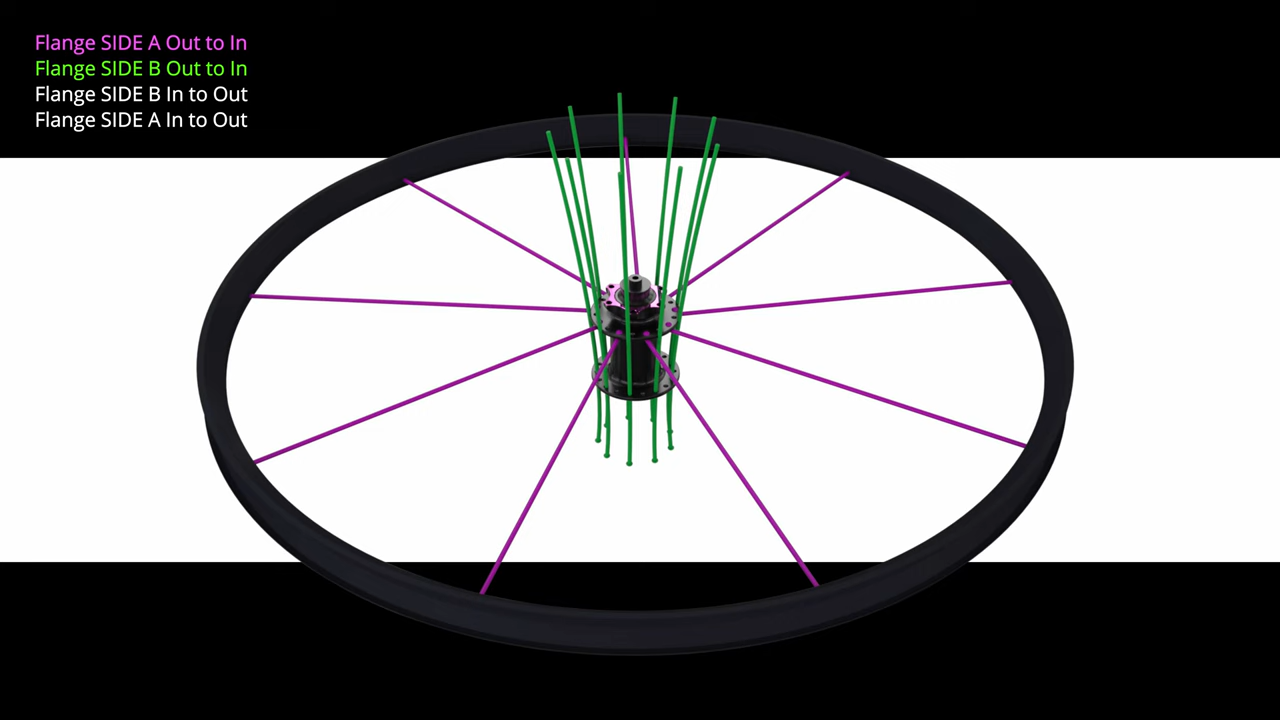 Flange SIDE A Out to In
Flange SIDE B Out to In
Flange SIDE B In to Out
Flange SIDE A In to Out